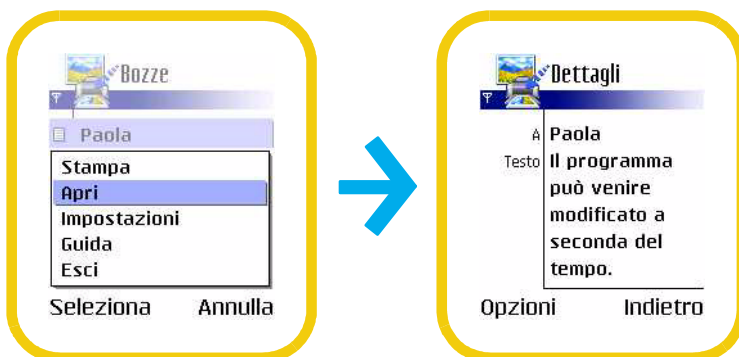 Bozze
Paola
Stampa
Apri
Impostazioni
Guida
Esci
Seleziona Annulla
Dettagli
A Paola
Testo Il programma
può venire
modificato a
seconda del
tempo.
Opzioni Indietro